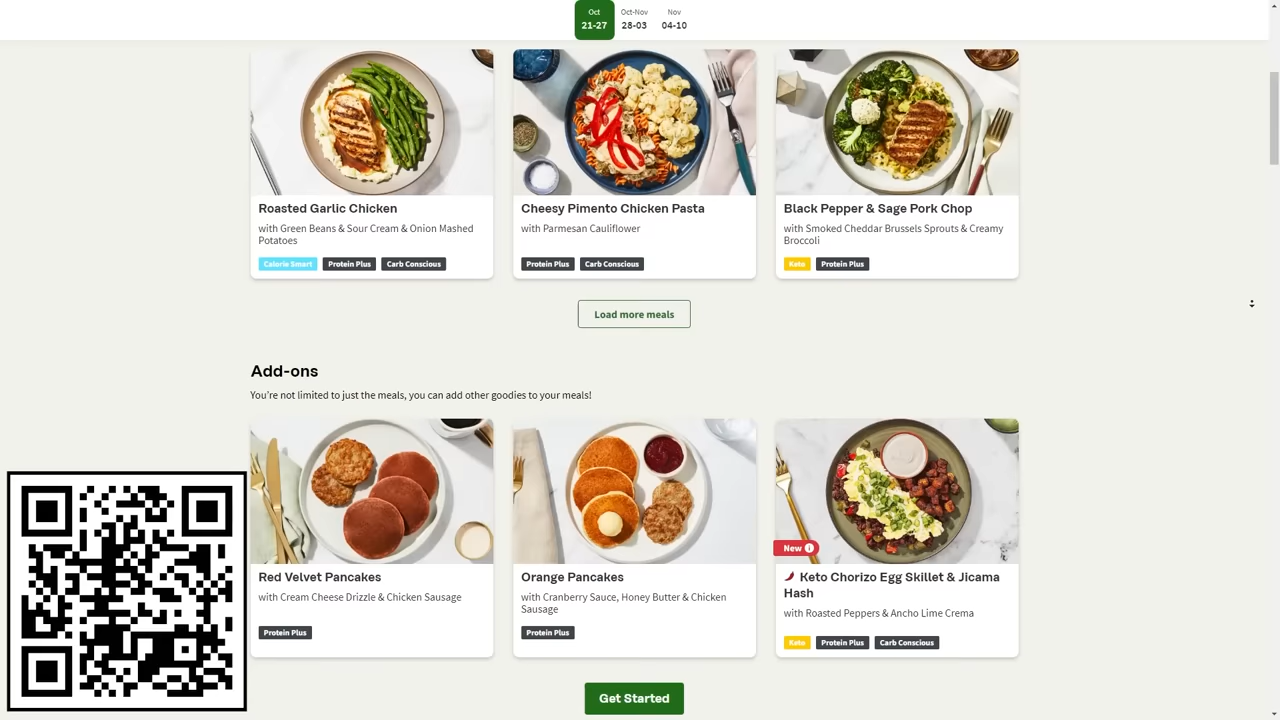 Oct
21-27
Oct-Nov
28-03
Nov
04-10
Roasted Garlic Chicken
with Green Beans & Sour Cream & Onion Mashed
Potatoes
Calorie Smart
Protein Plus
Carb Conscious
Cheesy Pimento Chicken Pasta
with Parmesan Cauliflower
Protein Plus
Carb Conscious
Black Pepper & Sage Pork Chop
with Smoked Cheddar Brussels Sprouts & Creamy
Broccoli
Keto
Protein Plus
Load more meals
Add-ons
You're not limited to just the meals, you can add other goodies to your meals!
Red Velvet Pancakes
with Cream Cheese Drizzle & Chicken Sausage
Protein Plus
Orange Pancakes
with Cranberry Sauce, Honey Butter & Chicken
Sausage
Protein Plus
New
Keto Chorizo Egg Skillet & Jicama
Hash
with Roasted Peppers & Ancho Lime Crema
Keto
Protein Plus
Carb Conscious
Get Started